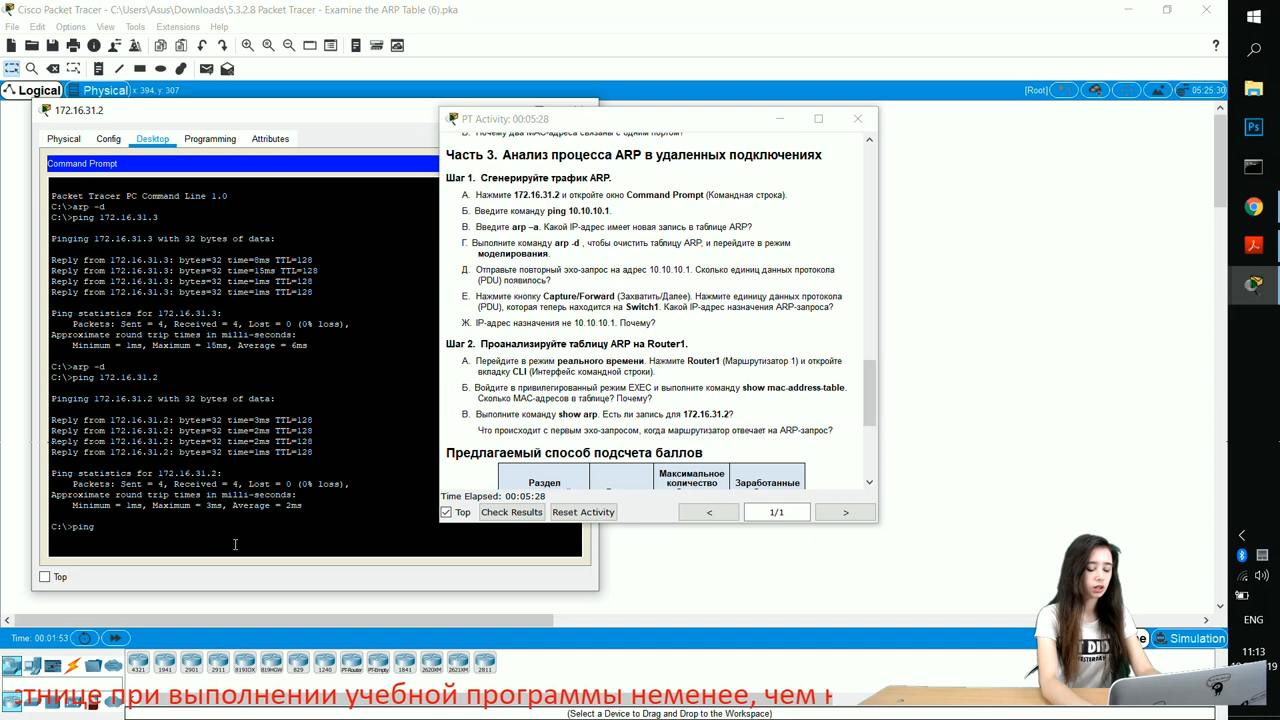 Cisco Packet Tracer - C:\Users\Asus\Downloads\5.3.2.8 Packet Tracer - Examine the ARP Table (6).pka
File Edit Options View Tools Extensions Help
Logical Physical x: 394, y: 307 [Root] 05:25:30
172.16.31.2
Physical Config Desktop Programming Attributes
Command Prompt
Packet Tracer PC Command Line 1.0
C:\>arp -d
C:\>ping 172.16.31.3
Pinging 172.16.31.3 with 32 bytes of data:
Reply from 172.16.31.3: bytes=32 time=8ms TTL=128
Reply from 172.16.31.3: bytes=32 time=15ms TTL=128
Reply from 172.16.31.3: bytes=32 time=1ms TTL=128
Reply from 172.16.31.3: bytes=32 time=1ms TTL=128
Ping statistics for 172.16.31.3:
Packets: Sent = 4, Received = 4, Lost = 0 (0% loss),
Approximate round trip times in milli-seconds:
Minimum = 1ms, Maximum = 15ms, Average = 6ms
C:\>arp -d
C:\>ping 172.16.31.2
Pinging 172.16.31.2 with 32 bytes of data:
Reply from 172.16.31.2: bytes=32 time=3ms TTL=128
Reply from 172.16.31.2: bytes=32 time=2ms TTL=128
Reply from 172.16.31.2: bytes=32 time=2ms TTL=128
Reply from 172.16.31.2: bytes=32 time=1ms TTL=128
Ping statistics for 172.16.31.2:
Packets: Sent = 4, Received = 4, Lost = 0 (0% loss),
Approximate round trip times in milli-seconds:
Minimum = 1ms, Maximum = 3ms, Average = 2ms
C:\>ping
Top
PT Activity: 00:05:28
D. Почему два MAC-адреса связаны с одним портом?
Часть 3. Анализ процесса ARP в удаленных подключениях
Шаг 1. Сгенерируйте трафик ARP.
А. Нажмите 172.16.31.2 и откройте окно Command Prompt (Командная строка).
Б. Введите команду ping 10.10.10.1.
В. Введите arp –a. Какой IP-адрес имеет новая запись в таблице ARP?
Г. Выполните команду arp -d , чтобы очистить таблицу ARP, и перейдите в режим
моделирования.
Д. Отправьте повторный эхо-запрос на адрес 10.10.10.1. Сколько единиц данных протокола
(PDU) появилось?
Е. Нажмите кнопку Capture/Forward (Захватить/Далее). Нажмите единицу данных протокола
(PDU), которая теперь находится на Switch1. Какой IP-адрес назначения ARP-запроса?
Ж. IP-адрес назначения не 10.10.10.1. Почему?
Шаг 2. Проанализируйте таблицу ARP на Router1.
А. Перейдите в режим реального времени. Нажмите Router1 (Маршрутизатор 1) и откройте
вкладку CLI (Интерфейс командной строки).
Б. Войдите в привилегированный режим EXEC и выполните команду show mac-address-table.
Сколько MAC-адресов в таблице? Почему?
В. Выполните команду show arp. Есть ли запись для 172.16.31.2?
Что происходит с первым эхо-запросом, когда маршрутизатор отвечает на ARP-запрос?
Предлагаемый способ подсчета баллов
Раздел
Максимальное
количество
Заработанные
Time Elapsed: 00:05:28
Top Check Results Reset Activity < 1/1 >
Time: 00:01:53
Simulation
4321 1941 2901 2911 819IOX 819HGW 829 1240 PT-Router PT-Empty 1841 2620XM 2621XM 2811
тнице при выполнении учебной программы неменее, чем н
(Select a Device to Drag and Drop to the Workspace)
Ps
ENG
11:13